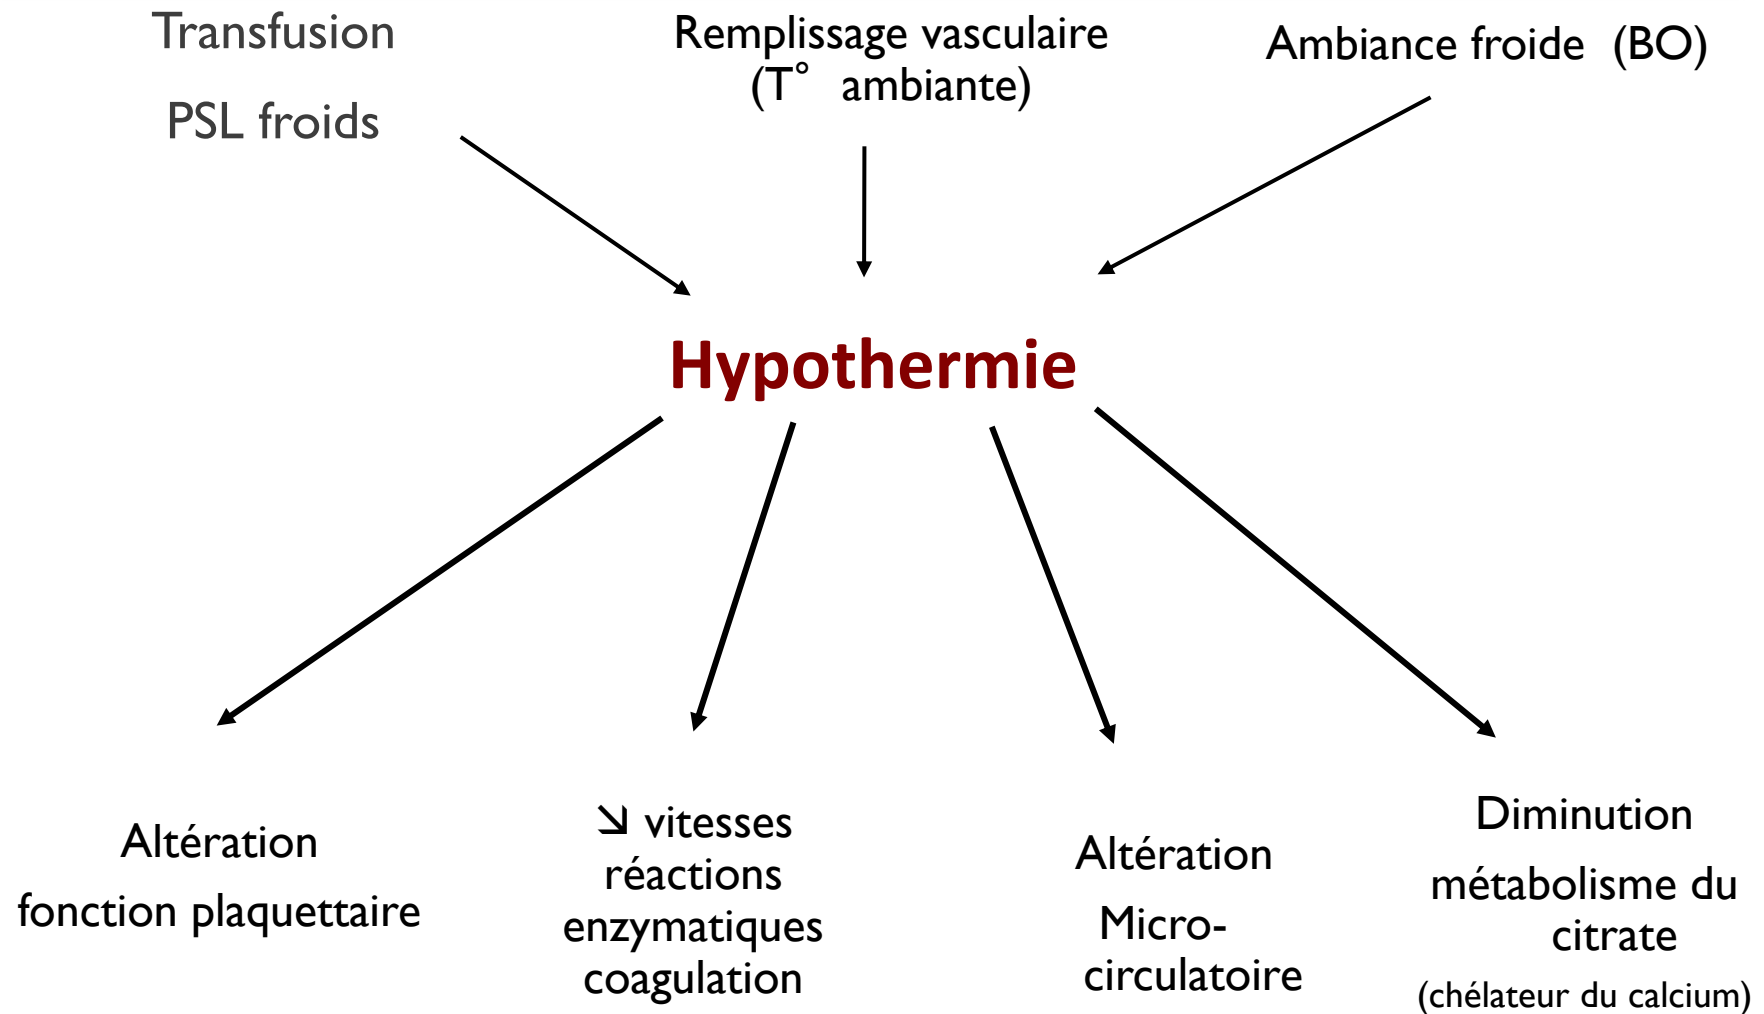 Transfusion
PSL froids
Remplissage vasculaire
(T° ambiante)
Ambiance froide (BO)
Hypothermie
Altération
fonction plaquettaire
↘ vitesses
réactions
enzymatiques
coagulation
Altération
Micro-
circulatoire
Diminution
métabolisme du
citrate
(chélateur du calcium)